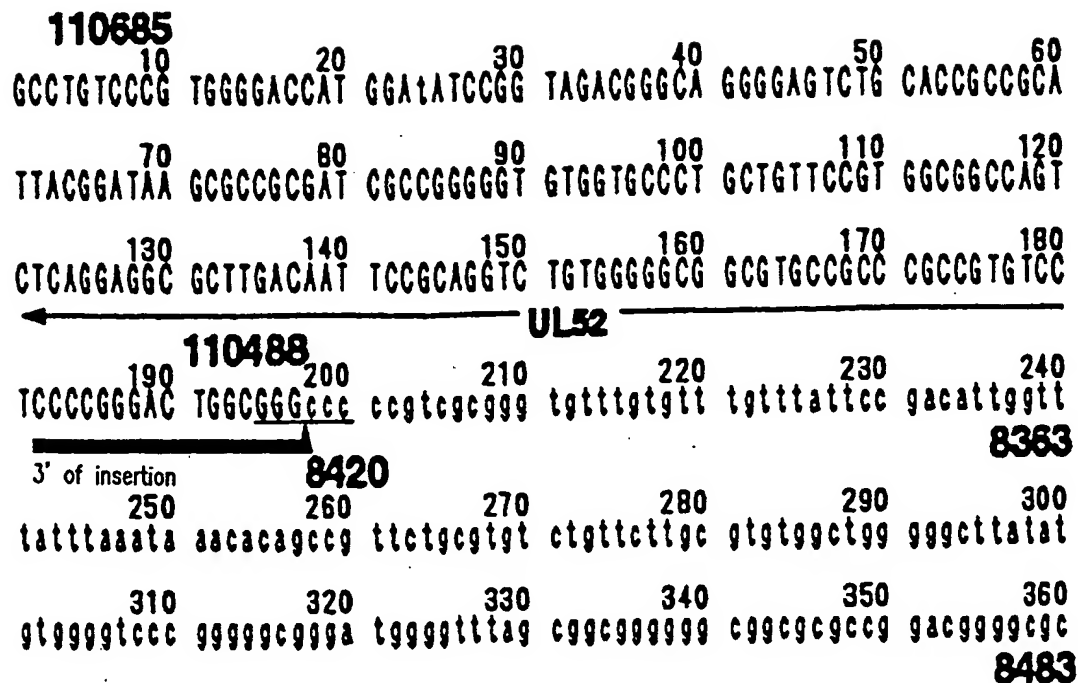 110685
10 20 30 40 50 60
GCCTGTCCCG TGGGGACCAT GGAtATCCGG TAGACGGGCA GGGGAGTCTG CACCGCCGCA
70 80 90 100 110 120
TTACGGATAA GCGCCGCGAT CGCCGGGGGT GTGGTGCCCT GCTGTTCCGT GGCGGCCAGT
130 140 150 160 170 180
CTCAGGAGGC GCTTGACAAT TCCGCAGGTC TGTGGGGGCG GCGTGCCGCC CGCCGTGTCC
UL52
110488
190 200 210 220 230 240
TCCCCGGGAC TGGCGGGccc ccgtcgcggg tgtttgtgtt tgtttattcc gacattggtt
8363
3' of insertion 8420
250 260 270 280 290 300
tatttaaata aacacagccg ttctgcgtgt ctgttcttgc gtgtggctgg gggcttatat
310 320 330 340 350 360
gtggggtccc gggggcggga tggggtttag cggcgggggg cggcgcgccg gacggggcgc
8483